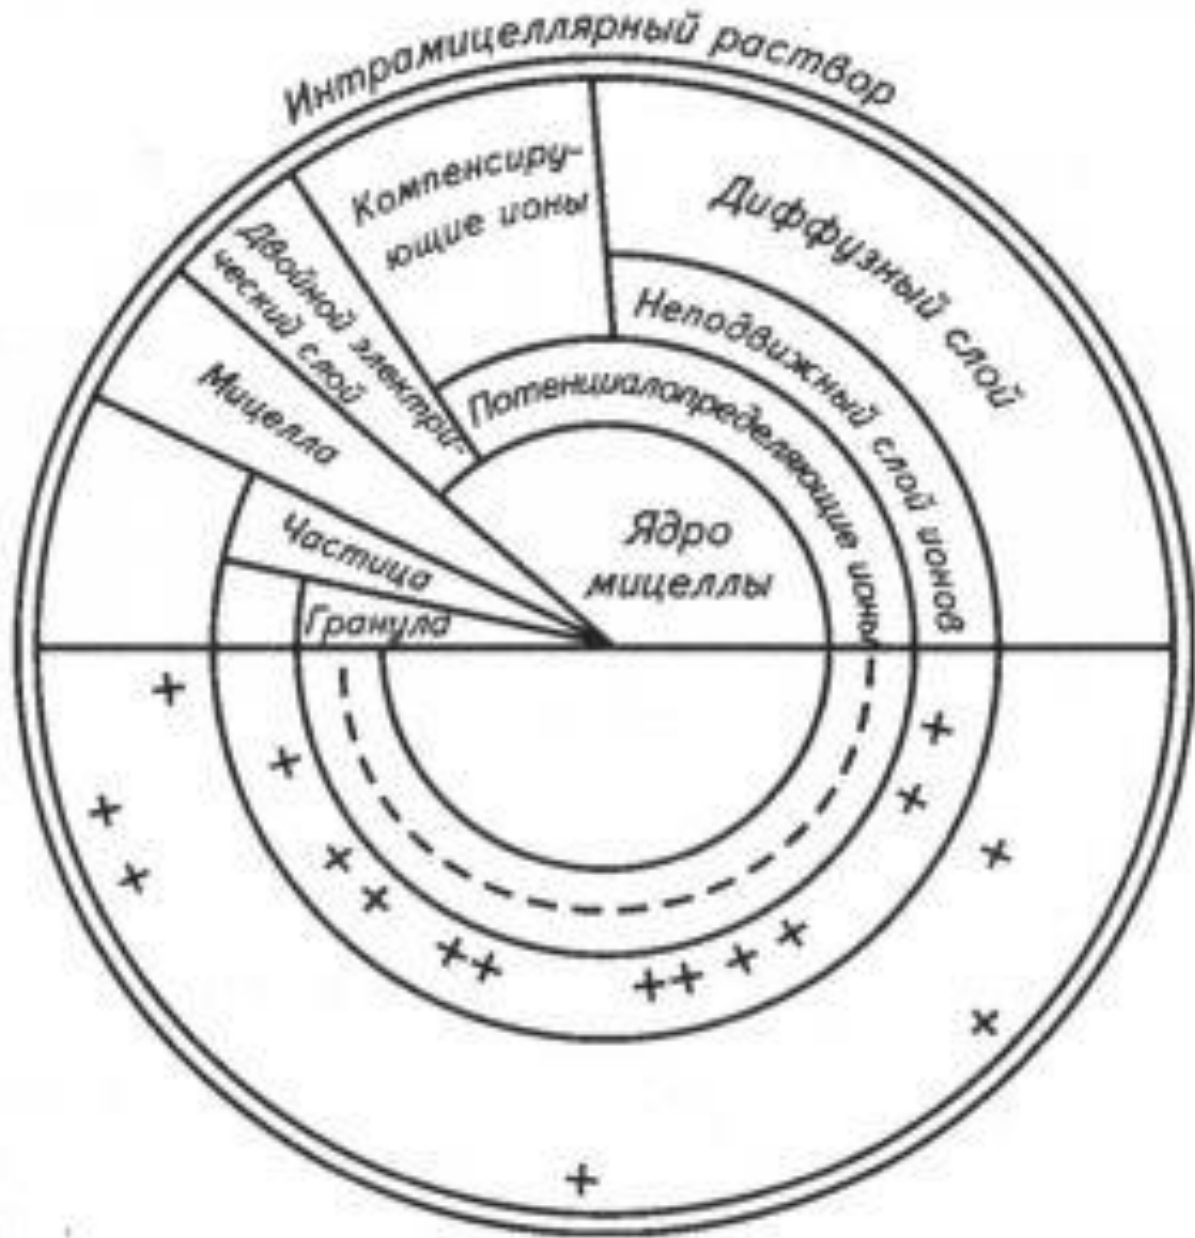 Интрамицеллярный раствор
Компенсиру-
ющие ионы
Диффузный слой
Двойной электри-
ческий слой
Неподвижный слой ионов
Мицелла
Потенциалопределяющие ионы
Частица
Ядро
мицеллы
Гранула